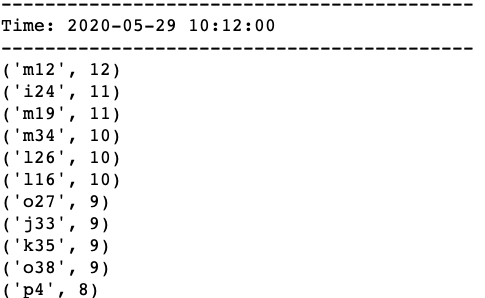 -------------------------------------------
Time: 2020-05-29 10:12:00
-------------------------------------------
('m12', 12)
('i24', 11)
('m19', 11)
('m34', 10)
('l26', 10)
('l16', 10)
('o27', 9)
('j33', 9)
('k35', 9)
('o38', 9)
('p4', 8)